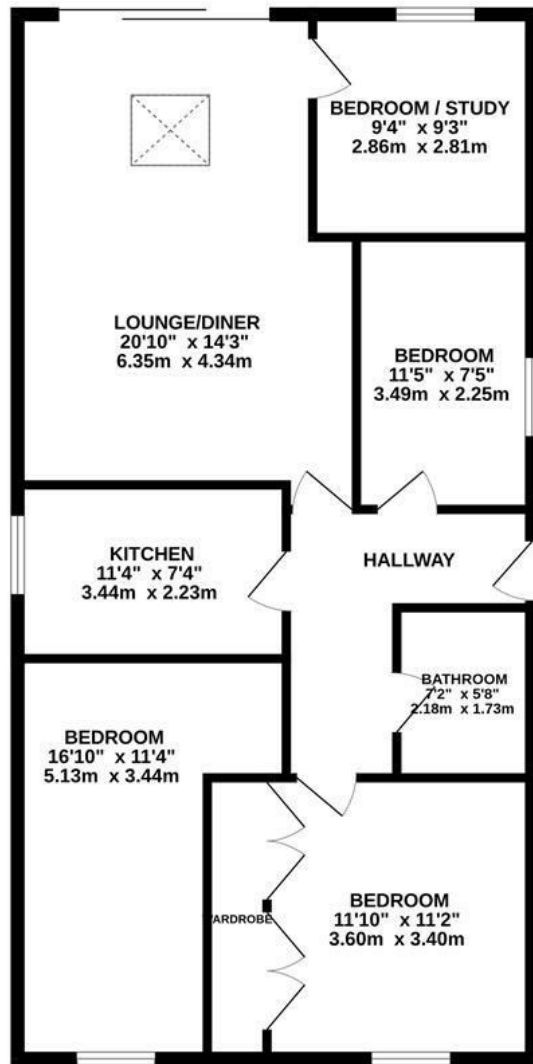 BEDROOM / STUDY
9'4" x 9'3"
2.86m x 2.81m
LOUNGE/DINER
20'10" x 14'3"
6.35m x 4.34m
BEDROOM
11'5" x 7'5"
3.49m x 2.25m
KITCHEN
11'4" x 7'4"
3.44m x 2.23m
HALLWAY
BATHROOM
7'2" x 5'8"
2.18m x 1.73m
BEDROOM
16'10" x 11'4"
5.13m x 3.44m
WARDROBE
BEDROOM
11'10" x 11'2"
3.60m x 3.40m